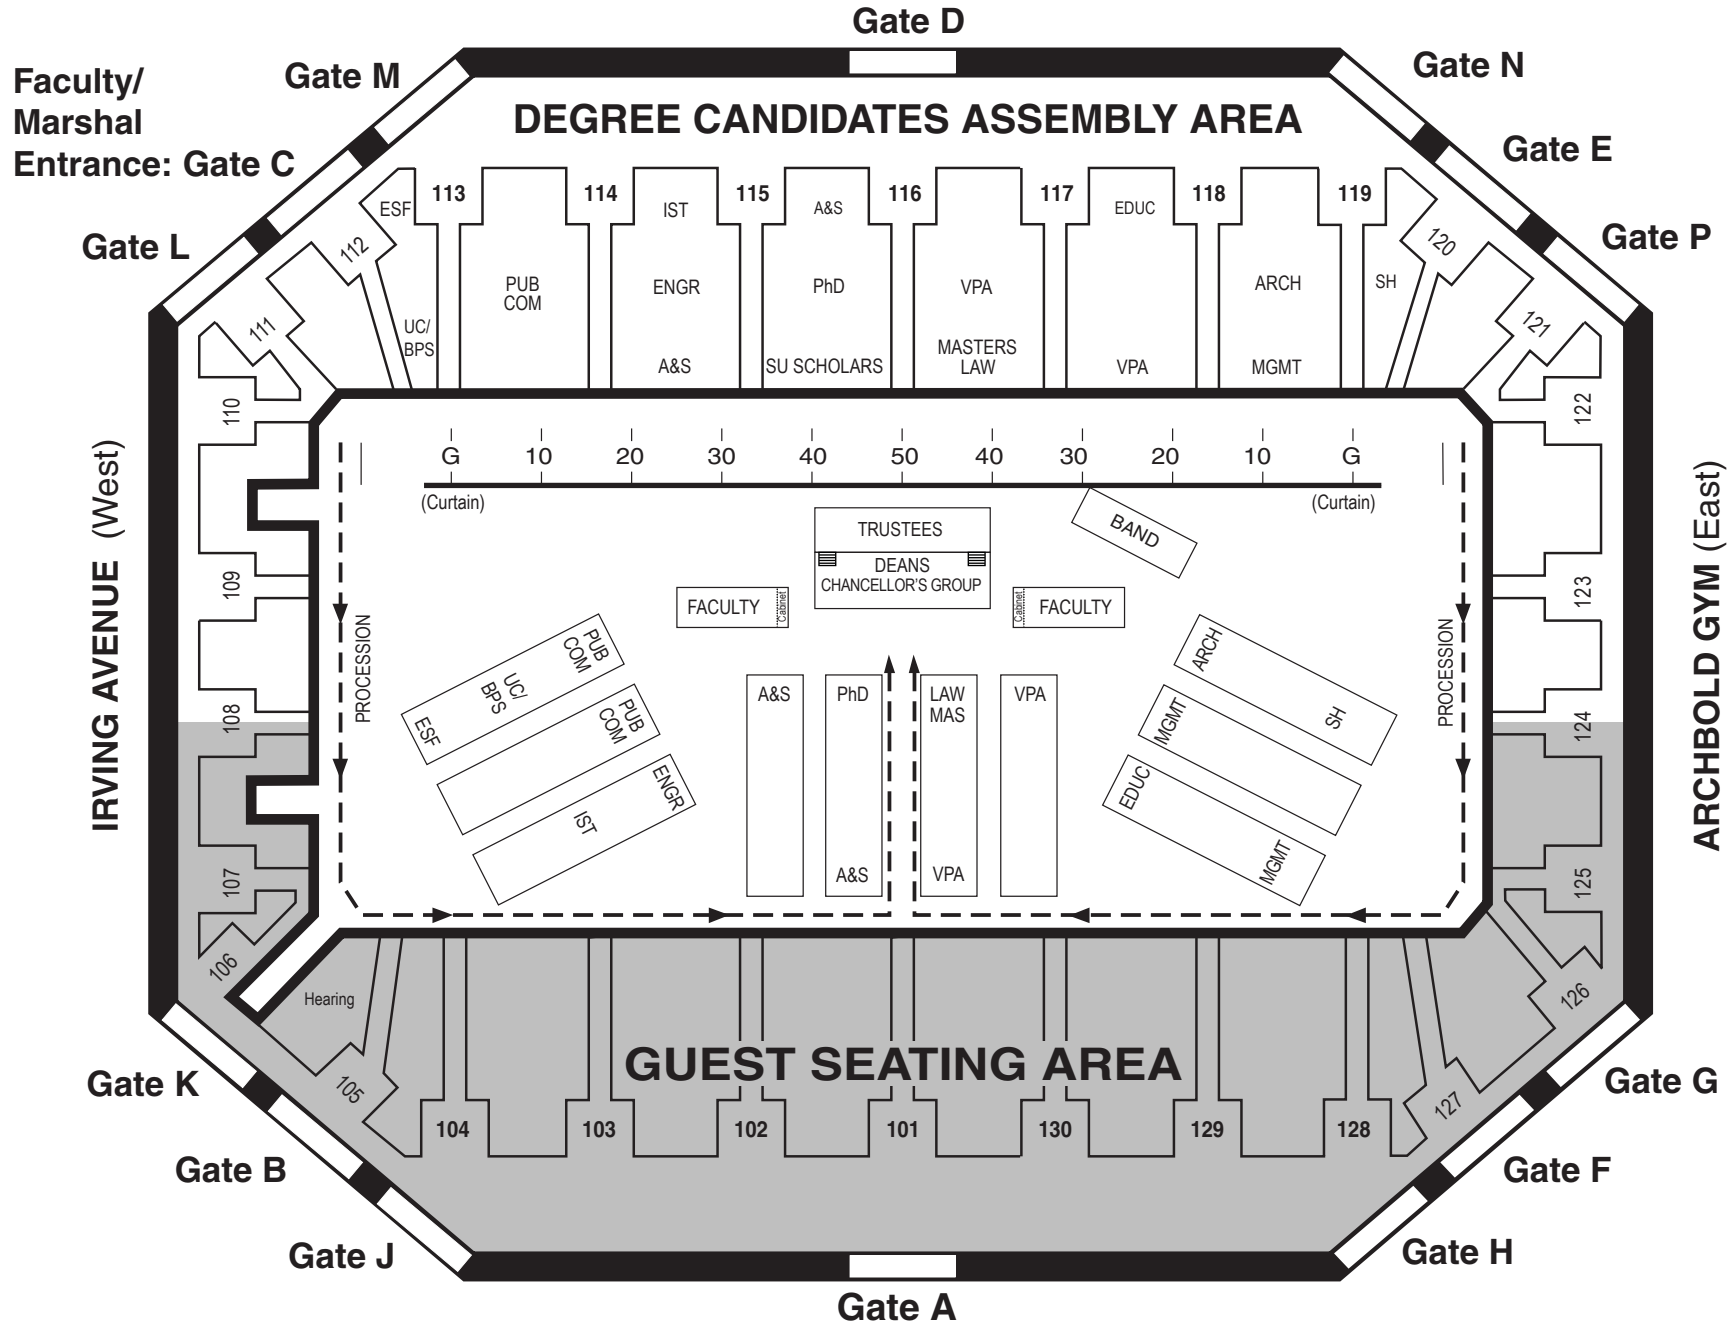 Gate D
Gate M
Gate N
Faculty/
Marshal
Entrance: Gate C
DEGREE CANDIDATES ASSEMBLY AREA
Gate E
Gate L
Gate P
113
114
115
116
117
118
119
ESF
IST
A&S
EDUC
112
120
PUB
COM
ENGR
PhD
VPA
ARCH
SH
111
121
UC/
BPS
A&S
SU SCHOLARS
MASTERS
LAW
VPA
MGMT
110
122
G
10
20
30
40
50
40
30
20
10
G
(Curtain)
(Curtain)
IRVING AVENUE (West)
ARCHBOLD GYM (East)
TRUSTEES
BAND
DEANS
CHANCELLOR'S GROUP
109
123
FACULTY
Cabinet
Cabinet
FACULTY
PROCESSION
PROCESSION
PUB
COM
UC/
BPS
ESF
ARCH
SH
A&S
PhD
LAW
MAS
VPA
PUB
COM
MGMT
108
124
ENGR
IST
EDUC
MGMT
A&S
VPA
107
125
106
126
Hearing
GUEST SEATING AREA
105
127
104
103
102
101
130
129
128
Gate K
Gate G
Gate B
Gate F
Gate J
Gate H
Gate A